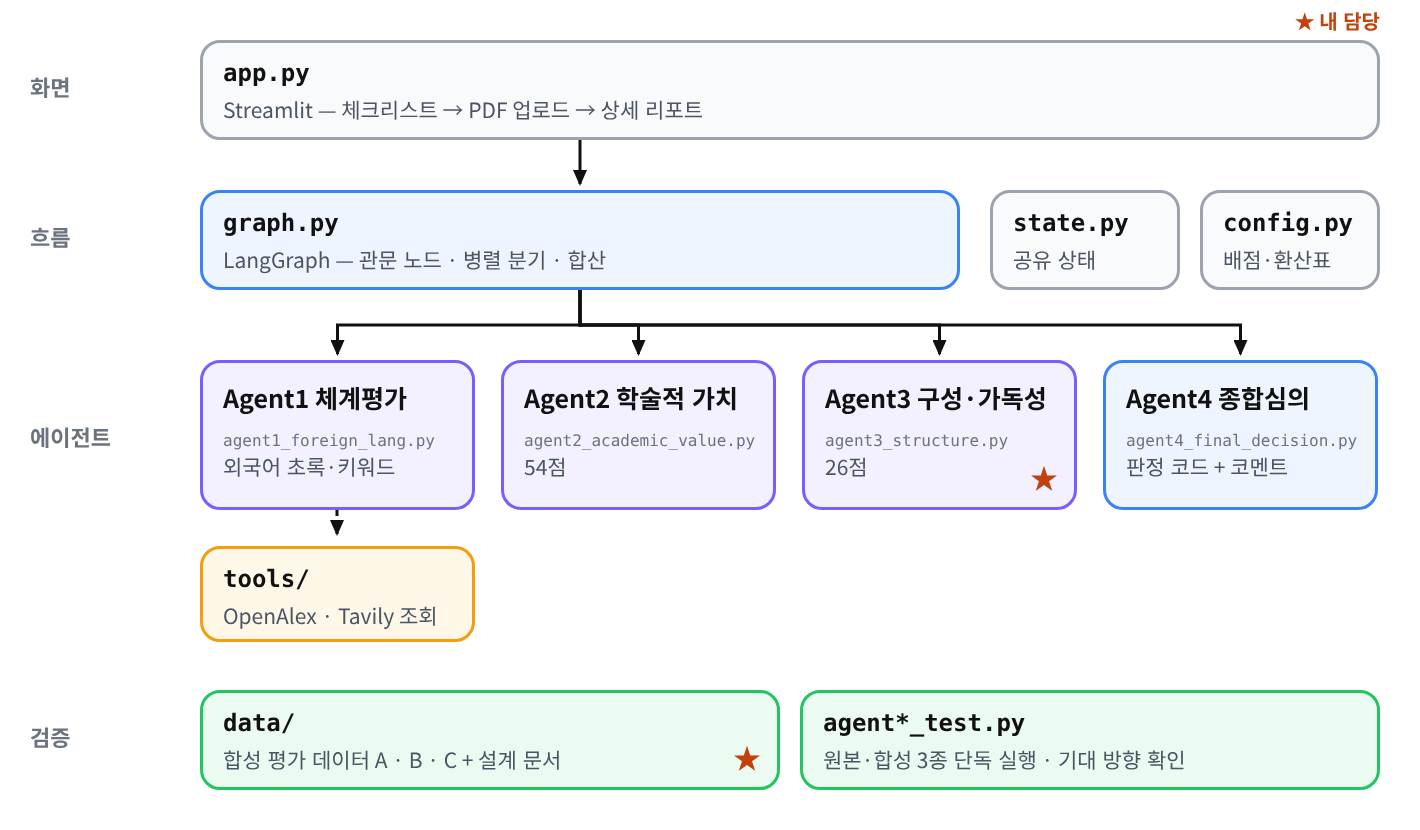 ★ 내 담당
화면
app.py
Streamlit — 체크리스트 → PDF 업로드 → 상세 리포트
흐름
graph.py
LangGraph — 관문 노드 · 병렬 분기 · 합산
state.py
공유 상태
config.py
배점·환산표
에이전트
Agent1 체계평가
agent1_foreign_lang.py
외국어 초록·키워드
Agent2 학술적 가치
agent2_academic_value.py
54점
Agent3 구성·가독성
agent3_structure.py
26점
★
Agent4 종합심의
agent4_final_decision.py
판정 코드 + 코멘트
tools/
OpenAlex · Tavily 조회
검증
data/
합성 평가 데이터 A · B · C + 설계 문서
★
agent*_test.py
원본·합성 3종 단독 실행 · 기대 방향 확인